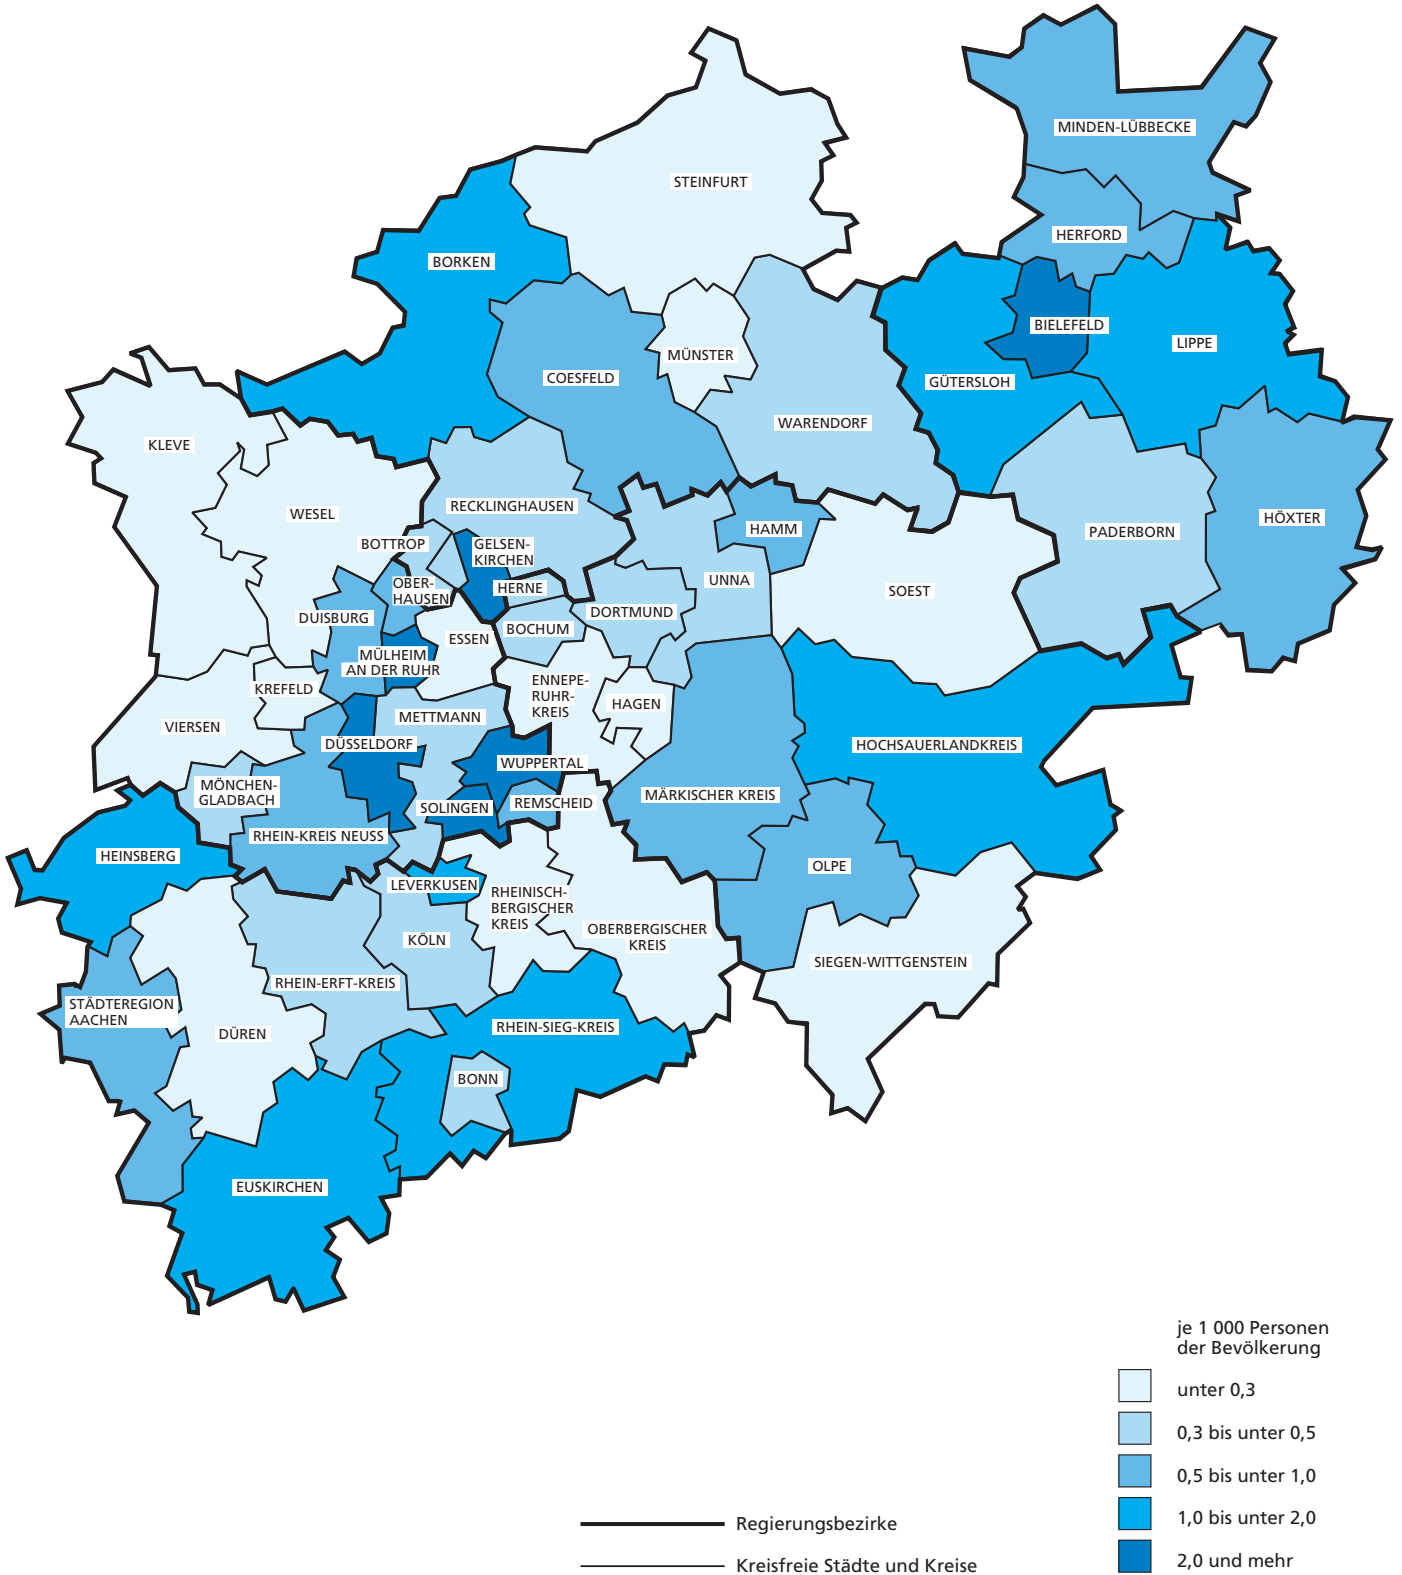 MINDEN-LÜBBECKE
STEINFURT
HERFORD
BORKEN
BIELEFELD
LIPPE
MÜNSTER
COESFELD
GÜTERSLOH
WARENDORF
KLEVE
RECKLINGHAUSEN
WESEL
HÖXTER
HAMM
PADERBORN
BOTTROP
GELSEN-
KIRCHEN
UNNA
OBER-
HAUSEN
HERNE
SOEST
DORTMUND
DUISBURG
BOCHUM
ESSEN
MÜLHEIM
AN DER RUHR
ENNEPE-
RUHR-
KREIS
KREFELD
HAGEN
METTMANN
VIERSEN
DÜSSELDORF
HOCHSAUERLANDKREIS
WUPPERTAL
MÖNCHEN-
GLADBACH
MÄRKISCHER KREIS
REMSCHEID
SOLINGEN
RHEIN-KREIS NEUSS
HEINSBERG
OLPE
LEVERKUSEN
RHEINISCH-
BERGISCHER
KREIS
OBERBERGISCHER
KREIS
KÖLN
SIEGEN-WITTGENSTEIN
RHEIN-ERFT-KREIS
STÄDTEREGION
AACHEN
RHEIN-SIEG-KREIS
DÜREN
BONN
EUSKIRCHEN
je 1 000 Personen
der Bevölkerung
unter 0,3
0,3 bis unter 0,5
0,5 bis unter 1,0
1,0 bis unter 2,0
2,0 und mehr
Regierungsbezirke
Kreisfreie Städte und Kreise